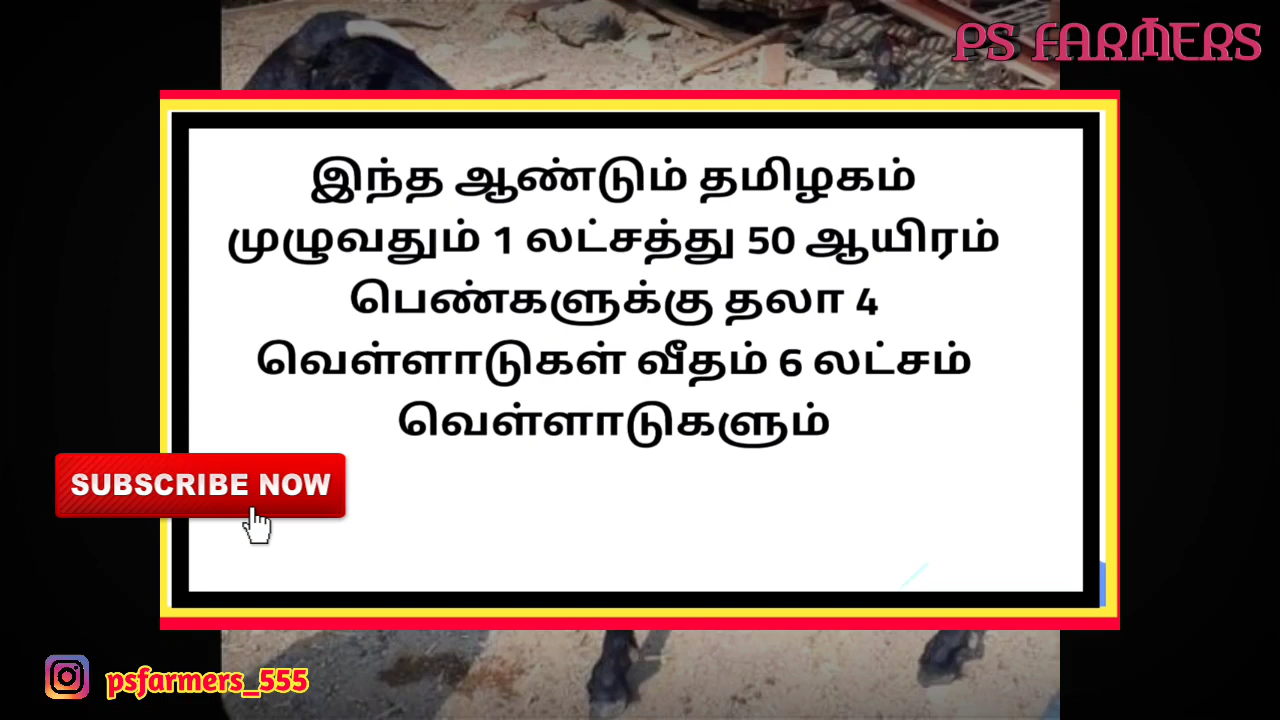 PS FARMERS
இந்த ஆண்டும் தமிழகம்
முழுவதும் 1 லட்சத்து 50 ஆயிரம்
பெண்களுக்கு தலா 4
வெள்ளாடுகள் வீதம் 6 லட்சம்
வெள்ளாடுகளும்
SUBSCRIBE NOW
psfarmers_555